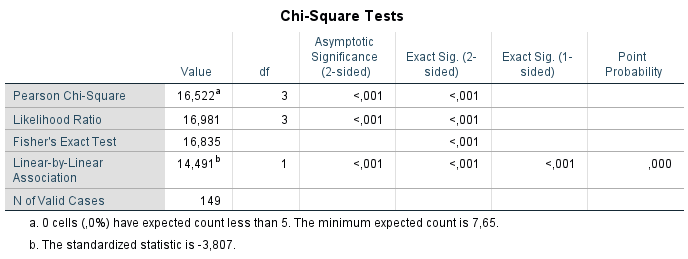 Chi-Square Tests
Value df Asymptotic Significance (2-sided) Exact Sig. (2-sided) Exact Sig. (1-sided) Point Probability
Pearson Chi-Square 16,522a 3 <,001 <,001
Likelihood Ratio 16,981 3 <,001 <,001
Fisher's Exact Test 16,835 <,001
Linear-by-Linear Association 14,491b 1 <,001 <,001 <,001 ,000
N of Valid Cases 149
a. 0 cells (,0%) have expected count less than 5. The minimum expected count is 7,65.
b. The standardized statistic is -3,807.